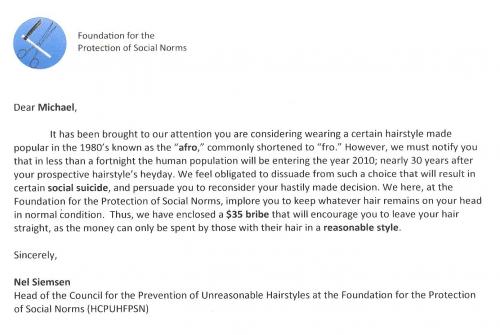 Foundation for the
Protection of Social Norms
Dear Michael,
It has been brought to our attention you are considering wearing a certain hairstyle made
popular in the 1980's known as the "afro," commonly shortened to "fro." However, we must notify you
that in less than a fortnight the human population will be entering the year 2010; nearly 30 years after
your prospective hairstyle's heyday. We feel obligated to dissuade from such a choice that will result in
certain social suicide, and persuade you to reconsider your hastily made decision. We here, at the
Foundation for the Protection of Social Norms, implore you to keep whatever hair remains on your head
in normal condition. Thus, we have enclosed a $35 bribe that will encourage you to leave your hair
straight, as the money can only be spent by those with their hair in a reasonable style.
Sincerely,
Nel Siemsen
Head of the Council for the Prevention of Unreasonable Hairstyles at the Foundation for the Protection
of Social Norms (HCPUHFPSN)